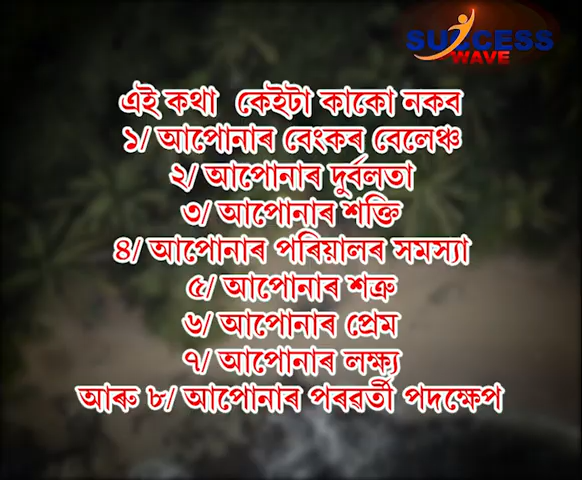 SUCCESS
WAVE
এই কথা কেইটা কাকো নকব
১/ আপোনাৰ বেংকৰ বেলেঞ্চ
২/ আপোনাৰ দুৰ্বলতা
৩/ আপোনাৰ শক্তি
৪/ আপোনাৰ পৰিয়ালৰ সমস্যা
৫/ আপোনাৰ শত্ৰু
৬/ আপোনাৰ প্ৰেম
৭/ আপোনাৰ লক্ষ্য
আৰু ৮/ আপোনাৰ পৰৱৰ্তী পদক্ষেপ